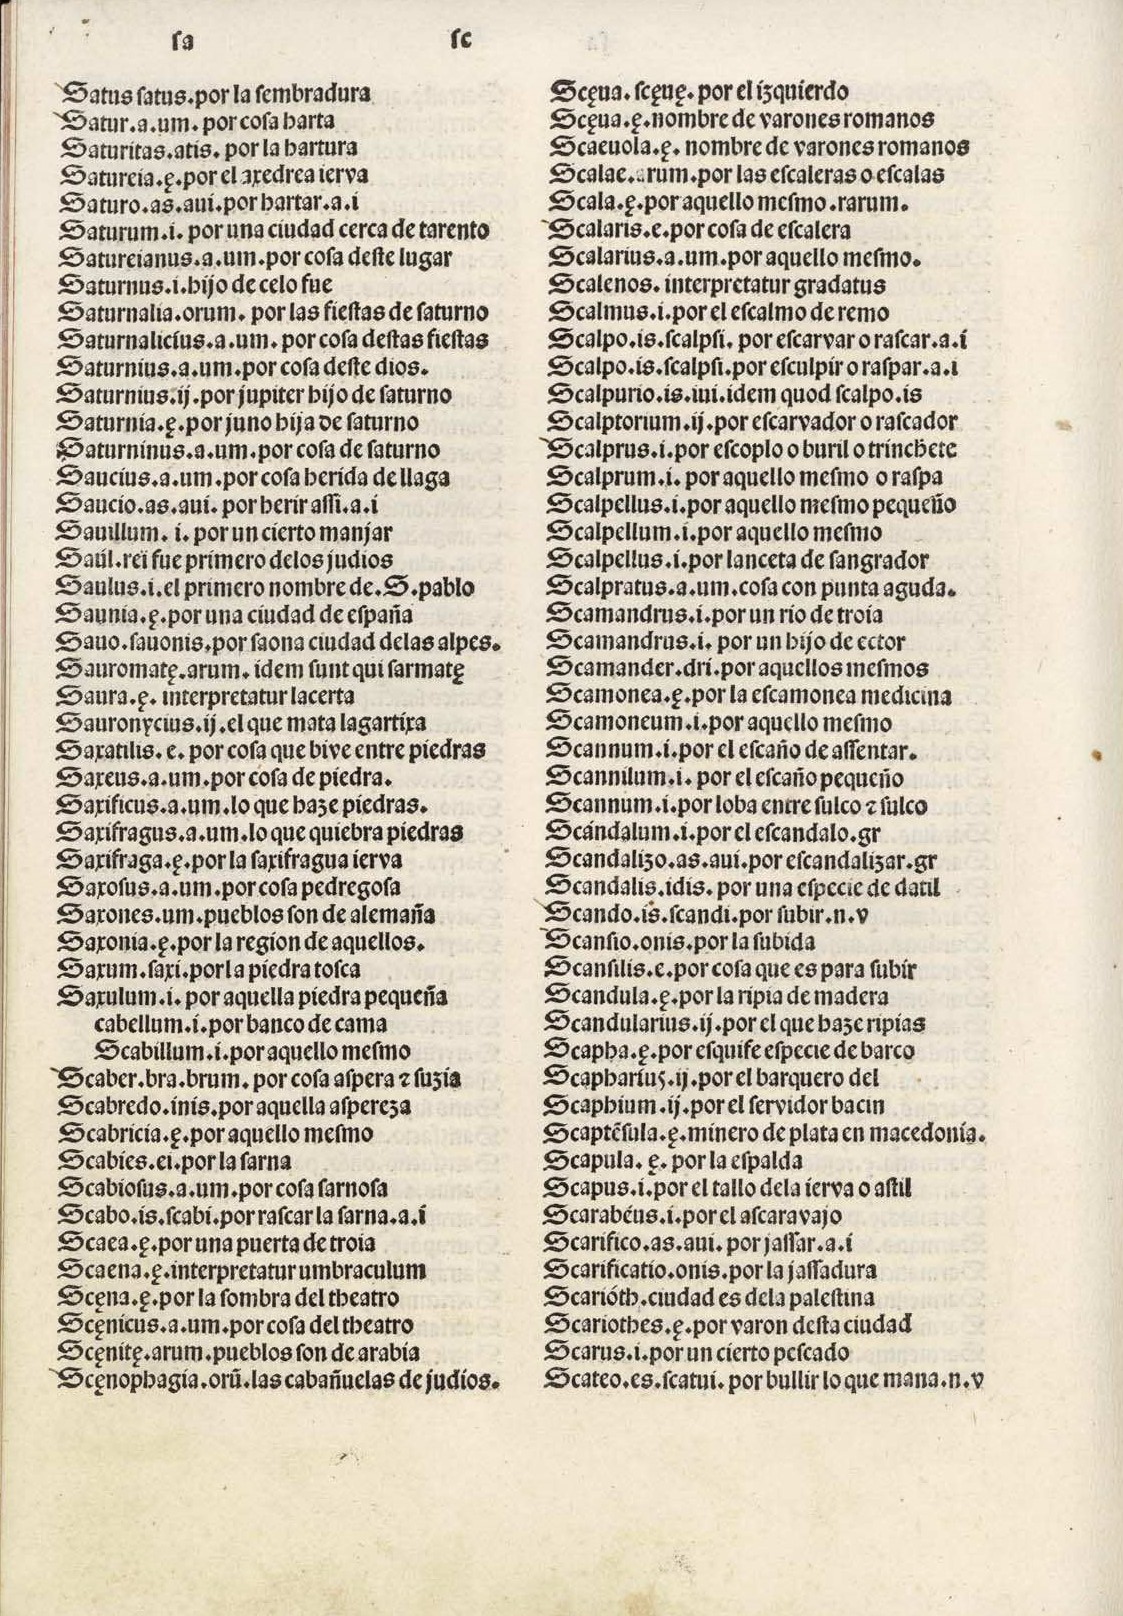 sa
sc
Satus satus.por la sembradura
Satur.a.um.por cosa harta
Saturitas.atis.por la hartura
Satureia.ę.por el axedrea ierva
Saturo.as.aui.por hartar.a.i
Saturum.i.por una ciudad cerca de tarento
Satureianus.a.um.por cosa deste lugar
Saturnus.i.hijo de celo fue
Saturnalia.orum.por las fiestas de saturno
Saturnalicius.a.um.por cosa destas fiestas
Saturnius.a.um.por cosa deste dios.
Saturnius.ij.por jupiter hijo de saturno
Saturnia.ę.por juno hija de saturno
Saturninus.a.um.por cosa de saturno
Saucius.a.um.por cosa herida de llaga
Saucio.as.aui.por herir assi.a.i
Sauillum.i.por un cierto manjar
Saül.rei fue primero delos judios
Saulus.i.el primero nombre de.S.pablo
Saunia.ę.por una ciudad de españa
Sauo.sauonis.por saona ciudad delas alpes.
Sauromatę.arum.idem sunt qui sarmatę
Saura.ę.interpretatur lacerta
Sauronycius.ij.el que mata lagartixa
Saxatilis.e.por cosa que bive entre piedras
Saxeus.a.um.por cosa de piedra.
Saxificus.a.um.lo que haze piedras.
Saxifragus.a.um.lo que quiebra piedras
Saxifraga.ę.por la saxifragua ierva
Saxosus.a.um.por cosa pedregosa
Saxones.um.pueblos son de alemaña
Saxonia.ę.por la region de aquellos.
Saxum.saxi.por la piedra tosca
Saxulum.i.por aquella piedra pequeña
cabellum.i.por banco de cama
Scabillum.i.por aquello mesmo
Scaber.bra.brum.por cosa aspera ⁊ suzia
Scabredo.inis.por aquella aspereza
Scabricia.ę.por aquello mesmo
Scabies.ei.por la sarna
Scabiosus.a.um.por cosa sarnosa
Scabo.is.scabi.por rascar la sarna.a.i
Scaea.ę.por una puerta de troia
Scaena.ę.interpretatur umbraculum
Scęna.ę.por la sombra del theatro
Scęnicus.a.um.por cosa del theatro
Scęnitę.arum.pueblos son de arabia
Scęnophagia.orũ.las cabañuelas de judios.
Scęua.scęuę.por el izquierdo
Scęua.ę.nombre de varones romanos
Scaeuola.ę.nombre de varones romanos
Scalae.arum.por las escaleras o escalas
Scala.ę.por aquello mesmo.rarum.
Scalaris.e.por cosa de escalera
Scalarius.a.um.por aquello mesmo.
Scalenos.interpretatur gradatus
Scalmus.i.por el escalmo de remo
Scalpo.is.scalpsi.por escarvar o rascar.a.i
Scalpo.is.scalpsi.por esculpir o raspar.a.i
Scalpurio.is.iui.idem quod scalpo.is
Scalptorium.ij.por escarvador o rascador
Scalprus.i.por escoplo o buril o trinchete
Scalprum.i.por aquello mesmo o raspa
Scalpellus.i.por aquello mesmo pequeño
Scalpellum.i.por aquello mesmo
Scalpellus.i.por lanceta de sangrador
Scalpratus.a.um.cosa con punta aguda.
Scamandrus.i.por un rio de troia
Scamandrus.i.por un hijo de ector
Scamander.dri.por aquellos mesmos
Scamonea.ę.por la escamonea medicina
Scamoneum.i.por aquello mesmo
Scannum.i.por el escaño de assentar.
Scannilum.i.por el escaño pequeño
Scannum.i.por loba entre sulco ⁊ sulco
Scándalum.i.por el escandalo.gr
Scandalizo.as.aui.por escandalizar.gr
Scandalis.idis.por una especie de datil
Scando.is.scandi.por subir.n.v
Scansio.onis.por la subida
Scansilis.e.por cosa que es para subir
Scandula.ę.por la ripia de madera
Scandularius.ij.por el que haze ripias
Scapha.ę.por esquife especie de barco
Scapharius.ij.por el barquero del
Scaphium.ij.por el servidor bacin
Scaptẽsula.ę.minero de plata en macedonia.
Scapula.ę.por la espalda
Scapus.i.por el tallo dela ierva o astil
Scarabéus.i.por el ascaravajo
Scarifico.as.aui.por jassar.a.i
Scarificatio.onis.por la jassadura
Scarióth.ciudad es dela palestina
Scariothes.ę.por varon desta ciudad
Scarus.i.por un cierto pescado
Scateo.es.scatui.por bullir lo que mana.n.v